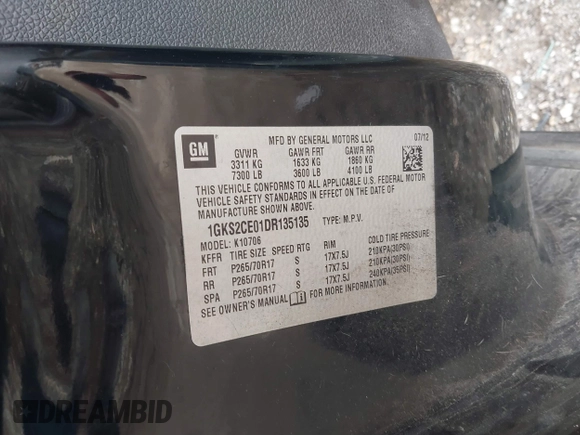 GM
MFD BY GENERAL MOTORS LLC 07/12
GVWR GAWR FRT GAWR RR
3311 KG 1633 KG 1860 KG
7300 LB 3600 LB 4100 LB
THIS VEHICLE CONFORMS TO ALL APPLICABLE U.S. FEDERAL MOTOR
VEHICLE SAFETY STANDARDS IN EFFECT ON THE DATE OF
MANUFACTURE SHOWN ABOVE.
1GKS2CE01DR135135 TYPE: M.P.V.
MODEL: K10706
KFFR TIRE SIZE SPEED RTG RIM COLD TIRE PRESSURE
FRT P265/70R17 S 17X7.5J 210KPA(30PSI)
RR P265/70R17 S 17X7.5J 210KPA(30PSI)
SPA P265/70R17 S 17X7.5J 240KPA(35PSI)
SEE OWNER'S MANUAL FOR MORE INFORMATION.
DREAMBID